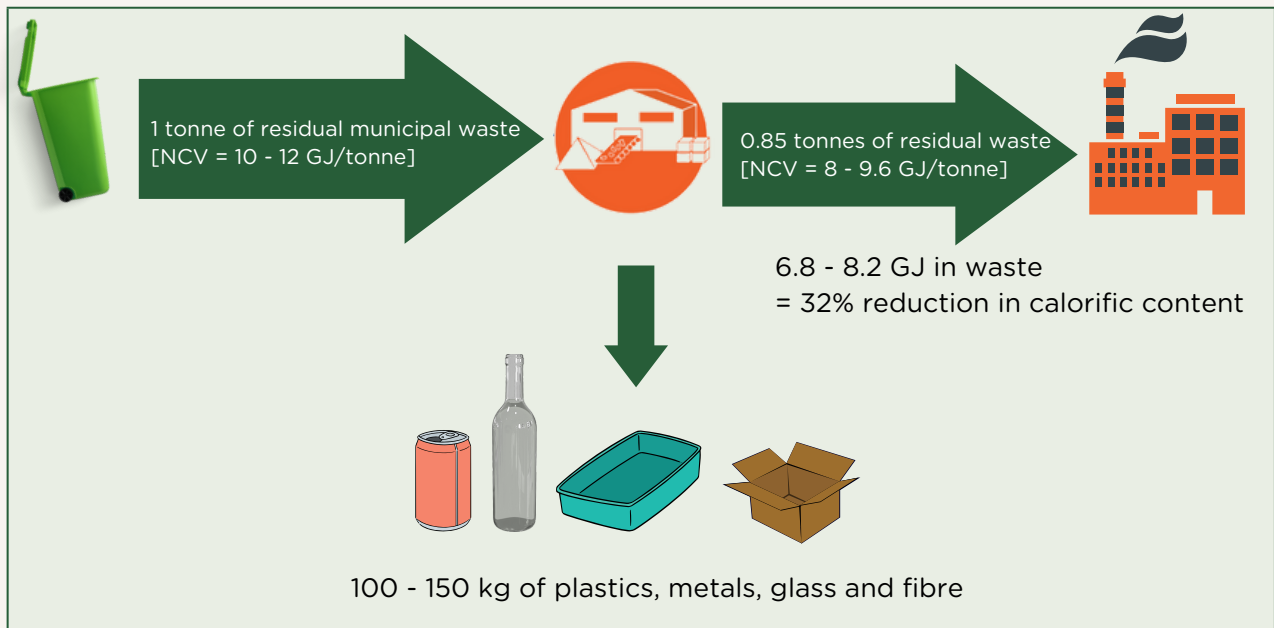 1 tonne of residual municipal waste
[NCV = 10 - 12 GJ/tonne]
0.85 tonnes of residual waste
[NCV = 8 - 9.6 GJ/tonne]
6.8 - 8.2 GJ in waste
= 32% reduction in calorific content
100 - 150 kg of plastics, metals, glass and fibre